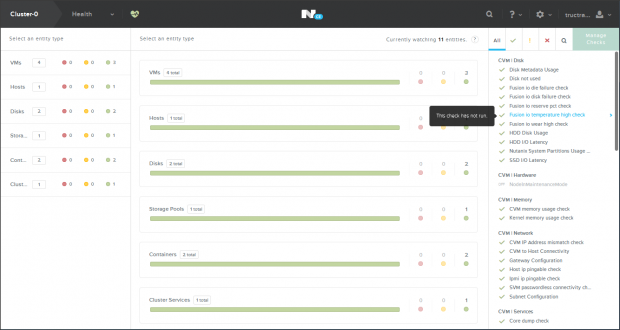 Cluster-0
Health
N CE
?
tructra...
Select an entity type
VMs 4 0 0 3
Hosts 1 0 0 1
Disks 2 0 0 2
Stora... 1 0 0 1
Cont... 2 0 0 2
Clust... 1 0 0 1
Select an entity type
Currently watching 11 entities
?
VMs 4 total 0 0 3
Hosts 1 total 0
Disks 2 total 0 0 2
Storage Pools 1 total 0 0 1
Containers 2 total 0 0 2
Cluster Services 1 total 0 0 1
This check has not run.
All
!
Manage
Checks
CVM | Disk
Disk Metadata Usage
Disk not used
Fusion io die failure check
Fusion io disk failure check
Fusion io reserve pct check
Fusion io temperature high check
Fusion io wear high check
HDD Disk Usage
HDD I/O Latency
Nutanix System Partitions Usage ...
SSD I/O Latency
CVM | Hardware
NodeInMaintenanceMode
CVM | Memory
CVM memory usage check
Kernel memory usage check
CVM | Network
CVM IP Address mismatch check
CVM to Host Connectivity
Gateway Configuration
Host ip pingable check
Ipmi ip pingable check
SVM passwordless connectivity ch...
Subnet Configuration
CVM | Services
Core dump check